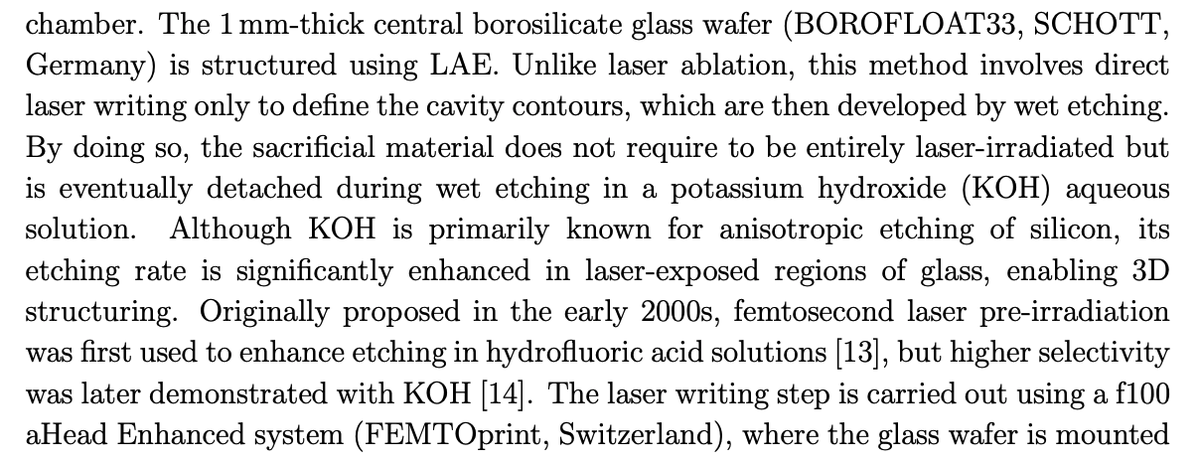 chamber. The 1 mm-thick central borosilicate glass wafer (BOROFLOAT33, SCHOTT,
Germany) is structured using LAE. Unlike laser ablation, this method involves direct
laser writing only to define the cavity contours, which are then developed by wet etching.
By doing so, the sacrificial material does not require to be entirely laser-irradiated but
is eventually detached during wet etching in a potassium hydroxide (KOH) aqueous
solution. Although KOH is primarily known for anisotropic etching of silicon, its
etching rate is significantly enhanced in laser-exposed regions of glass, enabling 3D
structuring. Originally proposed in the early 2000s, femtosecond laser pre-irradiation
was first used to enhance etching in hydrofluoric acid solutions [13], but higher selectivity
was later demonstrated with KOH [14]. The laser writing step is carried out using a f100
aHead Enhanced system (FEMTOprint, Switzerland), where the glass wafer is mounted